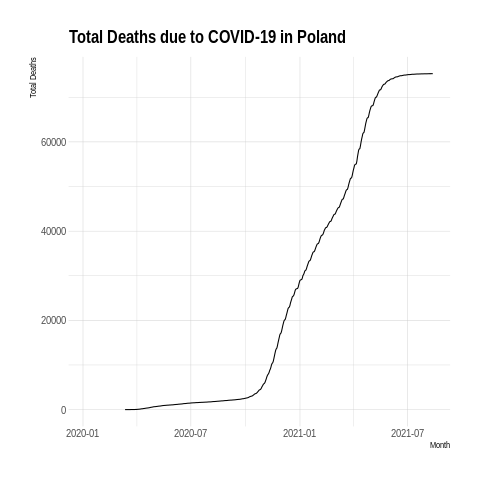 Total Deaths due to COVID-19 in Poland
Total Deaths
60000
40000
20000
0
2020-01 2020-07 2021-01 2021-07
Month